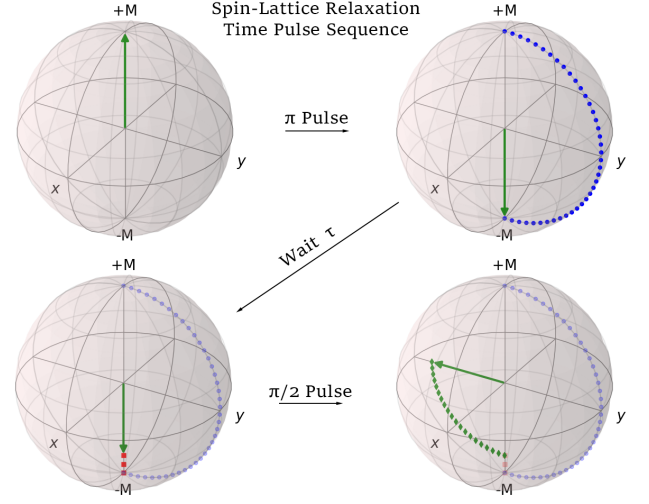 Spin-Lattice Relaxation
Time Pulse Sequence
+M
x
y
-M
π Pulse
+M
x
y
-M
Wait τ
+M
x
y
-M
π/2 Pulse
+M
x
y
-M